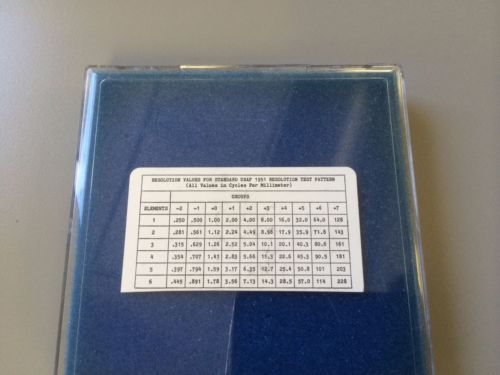 RESOLUTION VALUES FOR STANDARD USAF 1951 RESOLUTION TEST PATTERN
(All Values in Cycles Per Millimeter)
GROUPS
ELEMENTS -2 -1 +0 +1 +2 +3 +4 +5 +6 +7
1 .250 .500 1.00 2.00 4.00 8.00 16.0 32.0 64.0 128
2 .281 .561 1.12 2.24 4.49 8.98 17.9 33.9 71.8 143
3 .315 .629 1.26 2.52 5.04 10.1 20.1 40.3 80.6 161
4 .354 .707 1.41 2.83 5.66 11.3 22.6 45.3 90.5 181
5 .397 .794 1.59 3.17 6.35 12.7 25.4 50.8 101 203
6 .445 .891 1.78 3.56 7.13 14.3 28.5 57.0 114 228